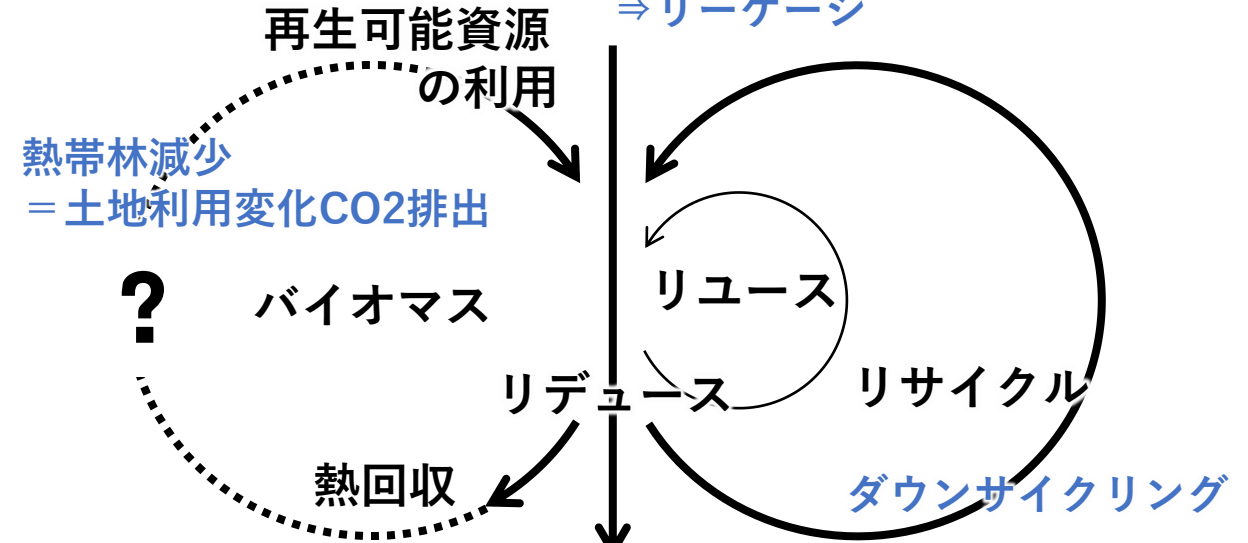 ⇒リーケージ
再生可能資源
の利用
熱帯林減少
＝土地利用変化CO2排出
?
バイオマス
リユース
リデュース
リサイクル
熱回収
ダウンサイクリング